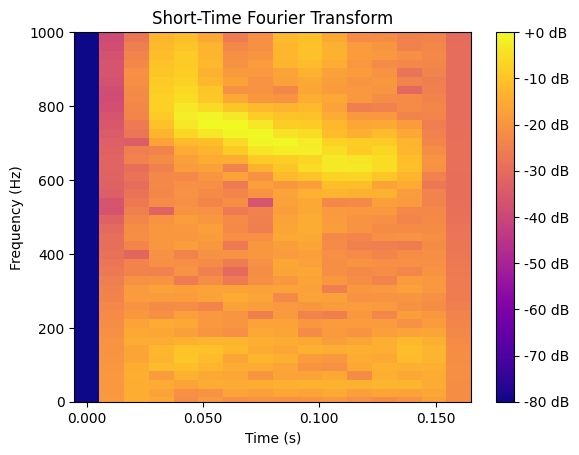 Short-Time Fourier Transform
1000
800
600
400
200
0
Frequency (Hz)
0.000
0.050
0.100
0.150
Time (s)
+0 dB
-10 dB
-20 dB
-30 dB
-40 dB
-50 dB
-60 dB
-70 dB
-80 dB